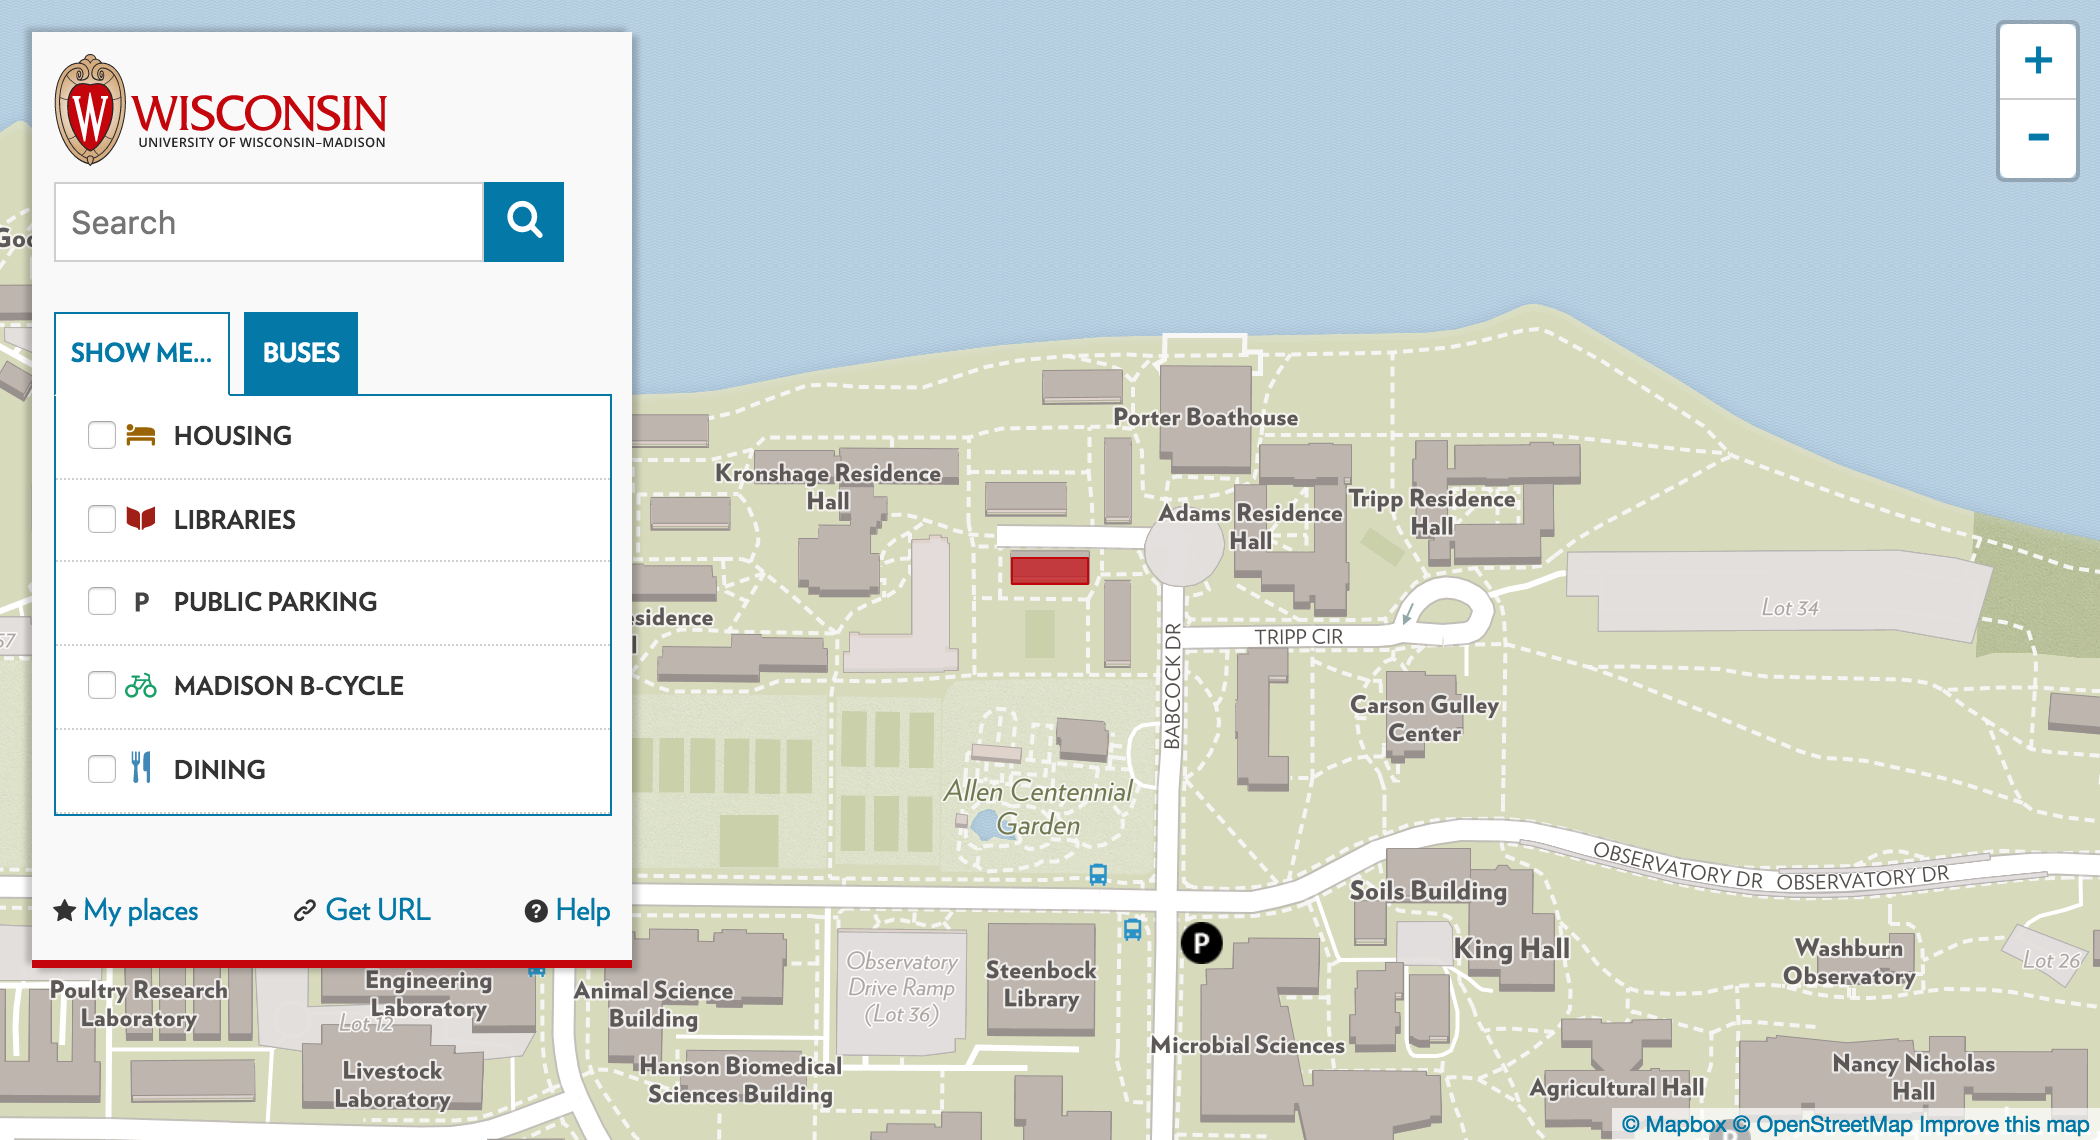 WISCONSIN
UNIVERSITY OF WISCONSIN–MADISON
Search
SHOW ME...
BUSES
HOUSING
LIBRARIES
P PUBLIC PARKING
MADISON B-CYCLE
DINING
My places
Get URL
? Help
+
-
Porter Boathouse
Kronshage Residence
Hall
Adams Residence
Hall
Tripp Residence
Hall
Lot 34
TRIPP CIR
BABCOCK DR
Carson Gulley
Center
Allen Centennial
Garden
OBSERVATORY DR
OBSERVATORY DR
Soils Building
King Hall
P
Washburn
Observatory
Lot 26
Observatory
Drive Ramp
(Lot 36)
Steenbock
Library
Engineering
Laboratory
Poultry Research
Laboratory
Lot 12
Animal Science
Building
Livestock
Laboratory
Hanson Biomedical
Sciences Building
Microbial Sciences
Agricultural Hall
Nancy Nicholas
Hall
© Mapbox © OpenStreetMap Improve this map